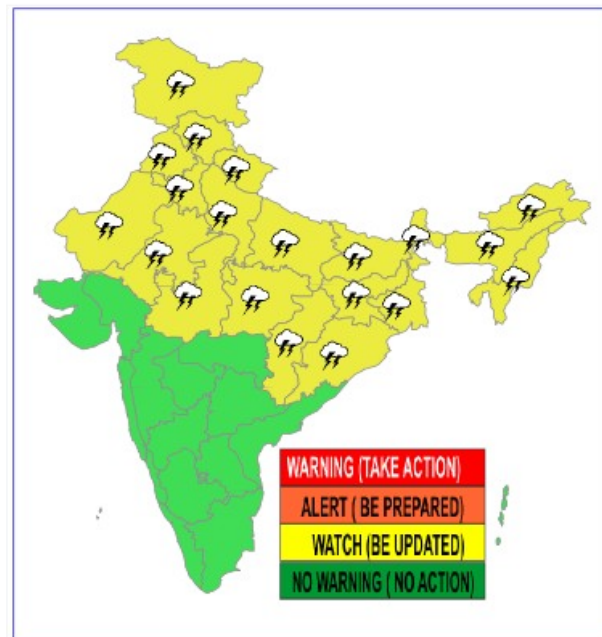 WARNING (TAKE ACTION)
ALERT ( BE PREPARED)
WATCH (BE UPDATED)
NO WARNING ( NO ACTION)